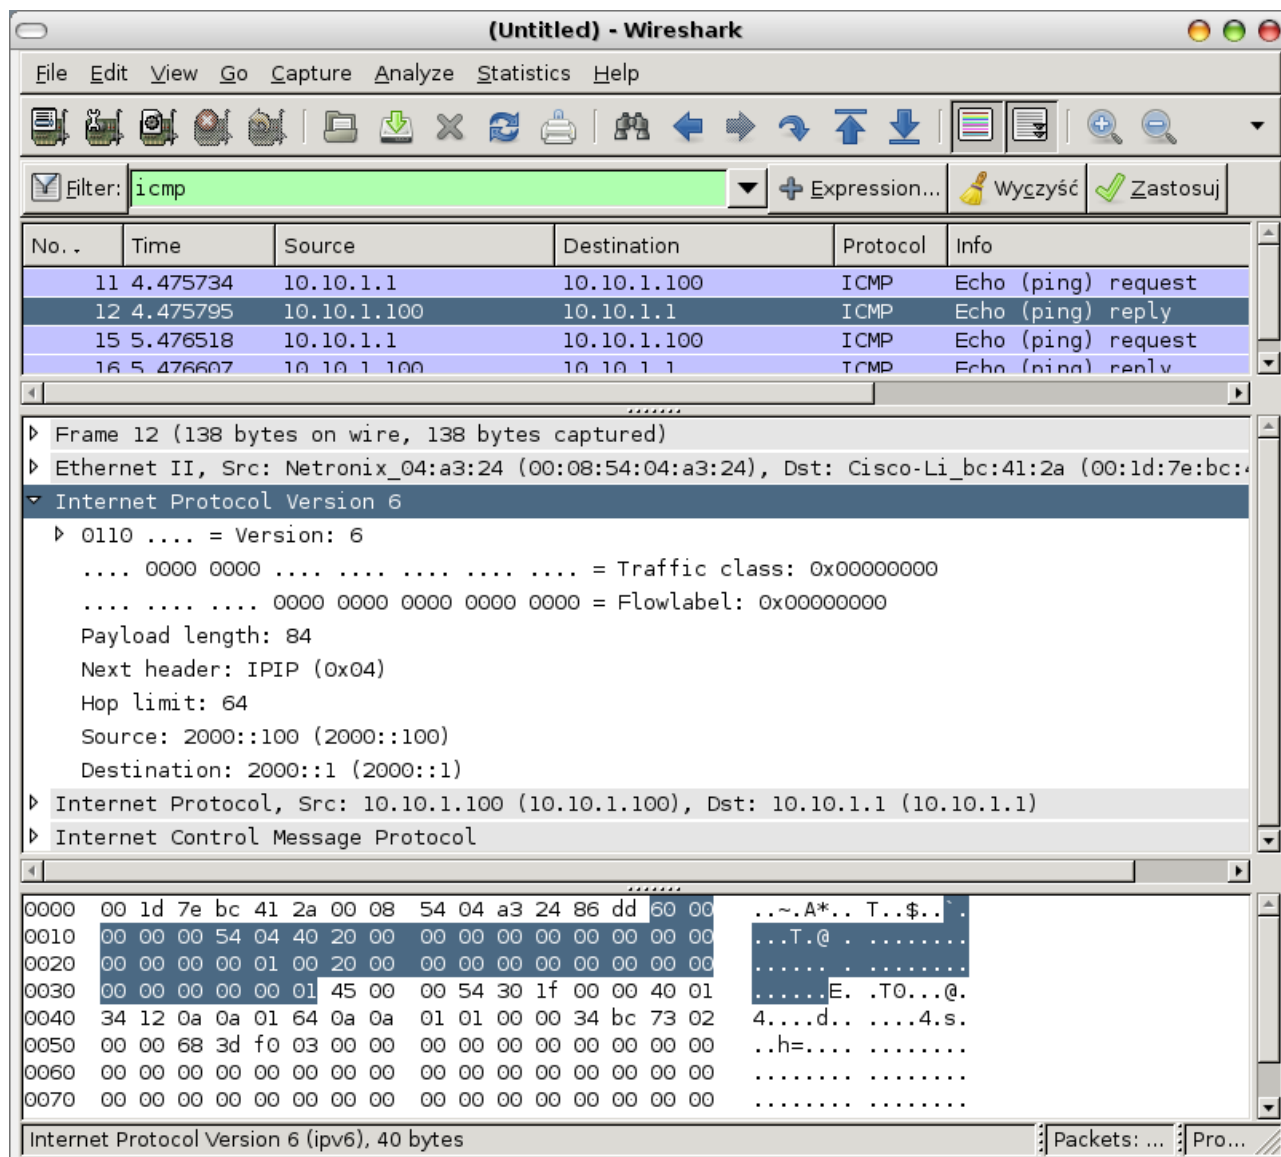 (Untitled) - Wireshark
File Edit View Go Capture Analyze Statistics Help
Filter: icmp Expression... Wyczyść Zastosuj
No. . Time Source Destination Protocol Info
11 4.475734 10.10.1.1 10.10.1.100 ICMP Echo (ping) request
12 4.475795 10.10.1.100 10.10.1.1 ICMP Echo (ping) reply
15 5.476518 10.10.1.1 10.10.1.100 ICMP Echo (ping) request
16 5.476607 10.10.1.100 10.10.1.1 ICMP Echo (ping) reply
Frame 12 (138 bytes on wire, 138 bytes captured)
Ethernet II, Src: Netronix_04:a3:24 (00:08:54:04:a3:24), Dst: Cisco-Li_bc:41:2a (00:1d:7e:bc:4
Internet Protocol Version 6
0110 .... = Version: 6
.... 0000 0000 .... .... .... .... .... = Traffic class: 0x00000000
.... .... .... 0000 0000 0000 0000 0000 = Flowlabel: 0x00000000
Payload length: 84
Next header: IPIP (0x04)
Hop limit: 64
Source: 2000::100 (2000::100)
Destination: 2000::1 (2000::1)
Internet Protocol, Src: 10.10.1.100 (10.10.1.100), Dst: 10.10.1.1 (10.10.1.1)
Internet Control Message Protocol
0000 00 1d 7e bc 41 2a 00 08 54 04 a3 24 86 dd 60 00 ..~.A*.. T..$..`.
0010 00 00 00 54 04 40 20 00 00 00 00 00 00 00 00 00 ...T.@ . ........
0020 00 00 00 00 01 00 20 00 00 00 00 00 00 00 00 00 ...... . ........
0030 00 00 00 00 00 01 45 00 00 54 30 1f 00 00 40 01 ......E. .T0...@.
0040 34 12 0a 0a 01 64 0a 0a 01 01 00 00 34 bc 73 02 4....d.. ....4.s.
0050 00 00 68 3d f0 03 00 00 00 00 00 00 00 00 00 00 ..h=.... ........
0060 00 00 00 00 00 00 00 00 00 00 00 00 00 00 00 00 ........ ........
0070 00 00 00 00 00 00 00 00 00 00 00 00 00 00 00 00 ........ ........
Internet Protocol Version 6 (ipv6), 40 bytes Packets: ... Pro...